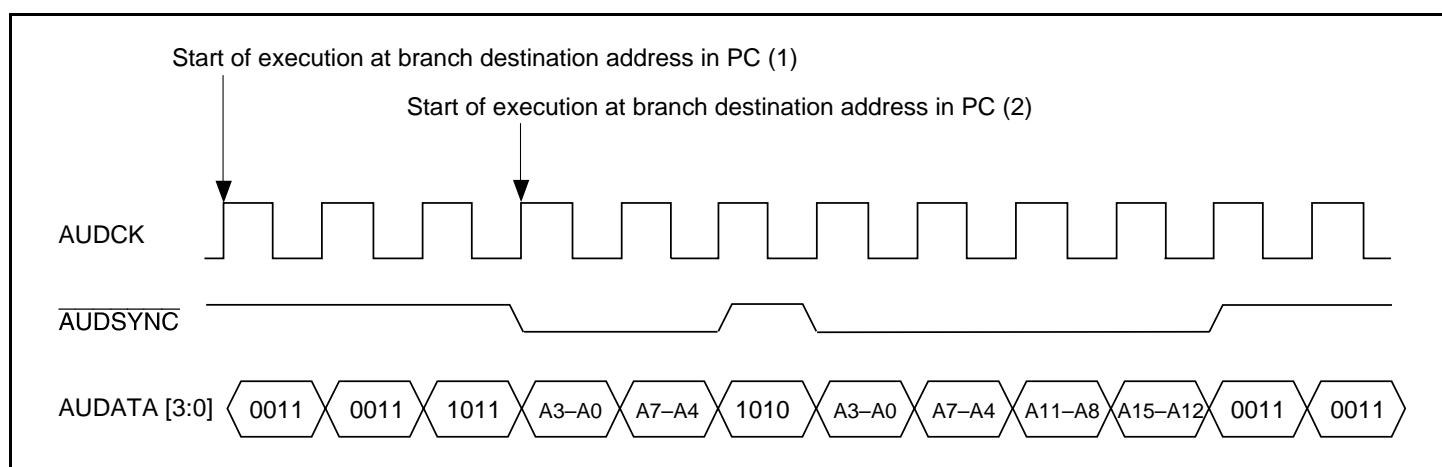 Start of execution at branch destination address in PC (1)
Start of execution at branch destination address in PC (2)
AUDCK
AUDSYNC
AUDATA [3:0] 0011 0011 1011 A3–A0 A7–A4 1010 A3–A0 A7–A4 A11–A8 A15–A12 0011 0011